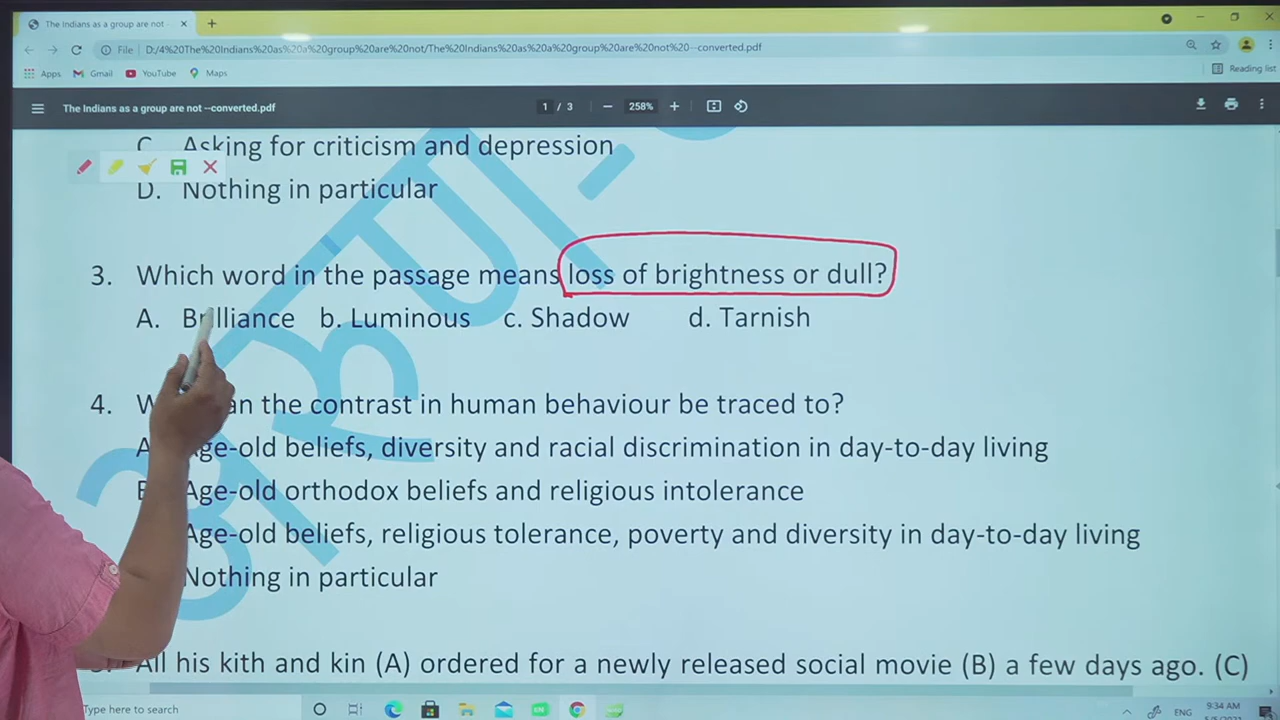 The Indians as a group are not -
File D:/4%20The%20Indians%20as%20a%20group%20are%20not/The%20Indians%20as%20a%20group%20are%20not%20--converted.pdf
Apps Gmail YouTube Maps Reading list
The Indians as a group are not --converted.pdf 1 / 3 258%
C. Asking for criticism and depression
D. Nothing in particular
3. Which word in the passage means loss of brightness or dull?
A. Brilliance b. Luminous c. Shadow d. Tarnish
4. an the contrast in human behaviour be traced to?
A Age-old beliefs, diversity and racial discrimination in day-to-day living
Age-old orthodox beliefs and religious intolerance
Age-old beliefs, religious tolerance, poverty and diversity in day-to-day living
Nothing in particular
All his kith and kin (A) ordered for a newly released social movie (B) a few days ago. (C)
Type here to search ENG 9:34 AM